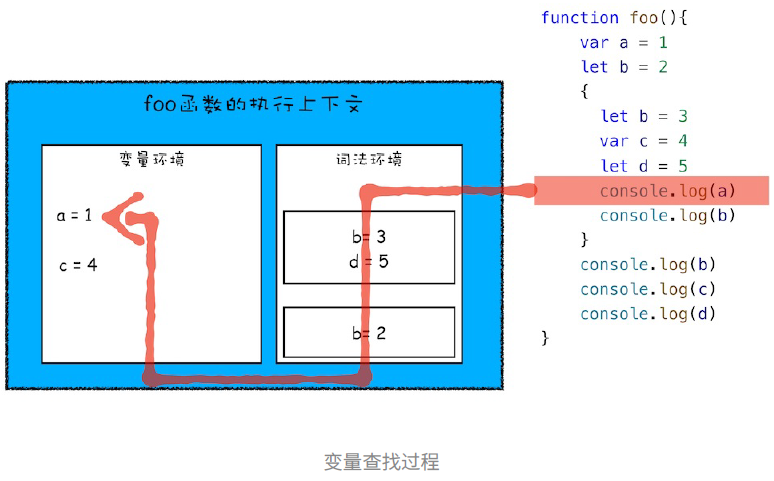 function foo(){
var a = 1
let b = 2
{
let b = 3
var c = 4
let d = 5
console.log(a)
console.log(b)
}
console.log(b)
console.log(c)
console.log(d)
}
foo函数的执行上下文
变量环境
a = 1
c = 4
词法环境
b= 3
d = 5
b= 2
变量查找过程